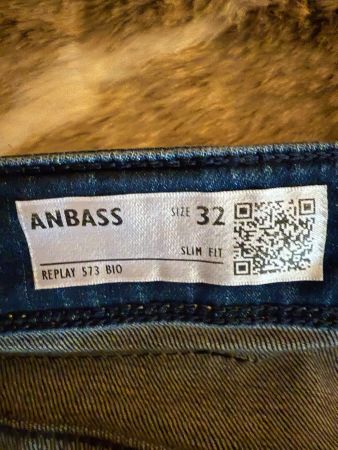 ANBASS SIZE 32
SLIM FIT
REPLAY 573 BIO